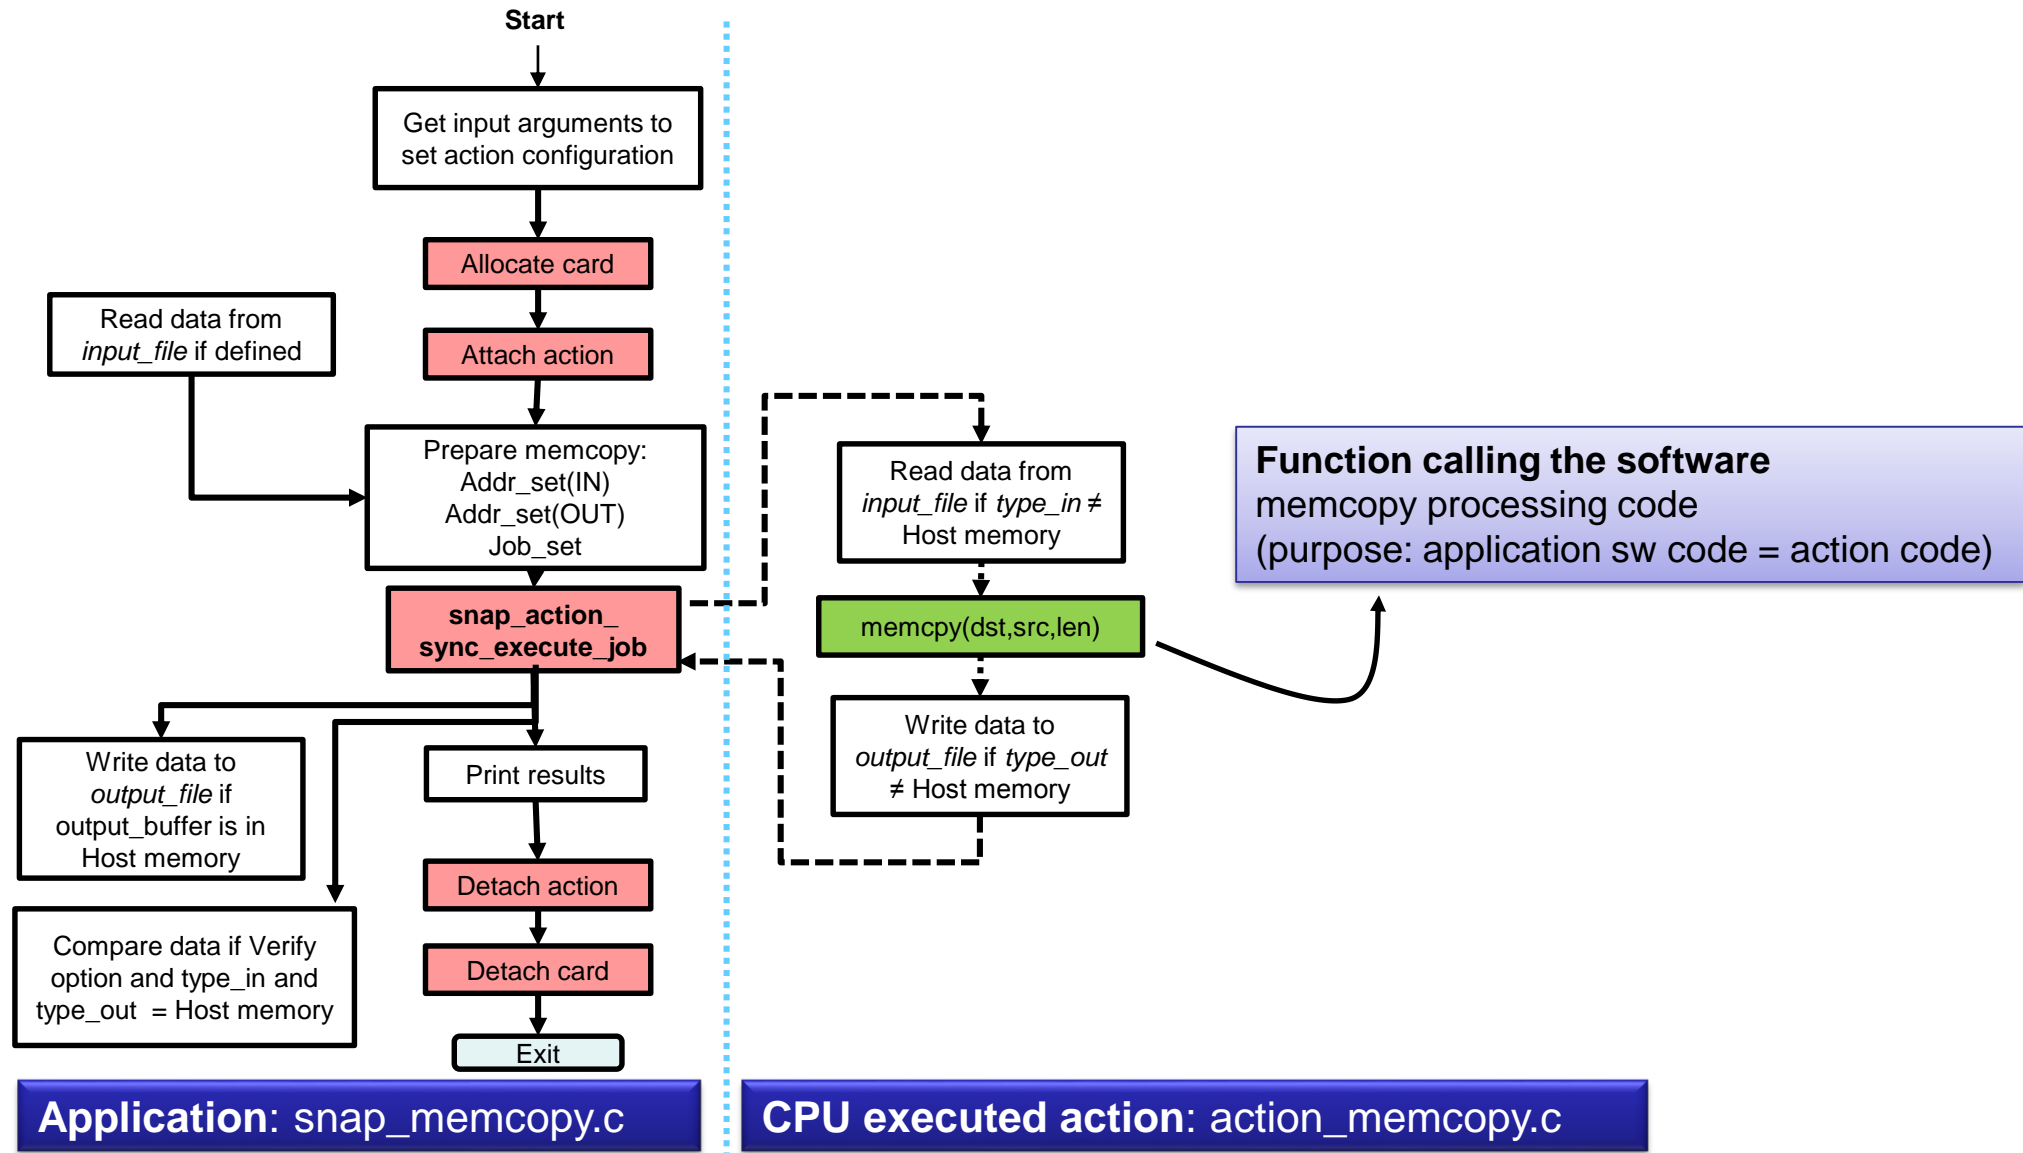 Start
Get input arguments to
set action configuration
Allocate card
Read data from
input_file if defined
Attach action
Prepare memcopy:
Addr_set(IN)
Addr_set(OUT)
Job_set
snap_action_
sync_execute_job
Write data to
output_file if
output_buffer is in
Host memory
Print results
Compare data if Verify
option and type_in and
type_out = Host memory
Detach action
Detach card
Exit
Read data from
input_file if type_in ≠
Host memory
memcpy(dst,src,len)
Write data to
output_file if type_out
≠ Host memory
Function calling the software
memcopy processing code
(purpose: application sw code = action code)
Application: snap_memcopy.c
CPU executed action: action_memcopy.c